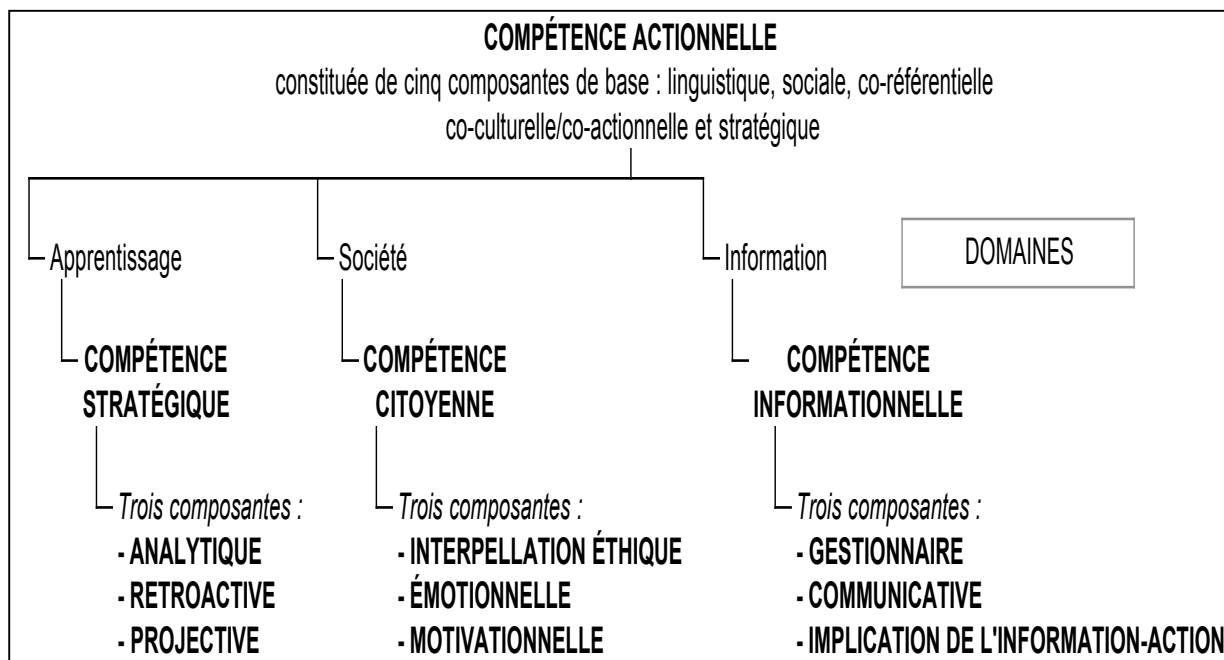 COMPÉTENCE ACTIONNELLE
constituée de cinq composantes de base : linguistique, sociale, co-référentielle
co-culturelle/co-actionnelle et stratégique
Apprentissage
Société
Information
DOMAINES
COMPÉTENCE
STRATÉGIQUE
COMPÉTENCE
CITOYENNE
COMPÉTENCE
INFORMATIONNELLE
Trois composantes :
- ANALYTIQUE
- RETROACTIVE
- PROJECTIVE
Trois composantes :
- INTERPELLATION ÉTHIQUE
- ÉMOTIONNELLE
- MOTIVATIONNELLE
Trois composantes :
- GESTIONNAIRE
- COMMUNICATIVE
- IMPLICATION DE L'INFORMATION-ACTION